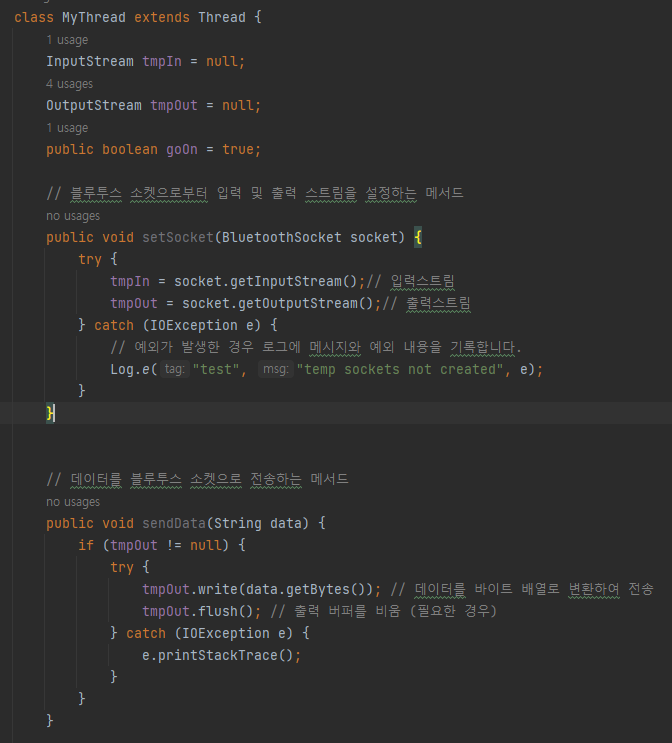 class MyThread extends Thread {
1 usage
InputStream tmpIn = null;
4 usages
OutputStream tmpOut = null;
1 usage
public boolean goOn = true;
// 블루투스 소켓으로부터 입력 및 출력 스트림을 설정하는 메서드
no usages
public void setSocket(BluetoothSocket socket) {
try {
tmpIn = socket.getInputStream();// 입력스트림
tmpOut = socket.getOutputStream();// 출력스트림
} catch (IOException e) {
// 예외가 발생한 경우 로그에 메시지와 예외 내용을 기록합니다.
Log.e( tag: "test", msg: "temp sockets not created", e);
}
}
// 데이터를 블루투스 소켓으로 전송하는 메서드
no usages
public void sendData(String data) {
if (tmpOut != null) {
try {
tmpOut.write(data.getBytes()); // 데이터를 바이트 배열로 변환하여 전송
tmpOut.flush(); // 출력 버퍼를 비움 (필요한 경우)
} catch (IOException e) {
e.printStackTrace();
}
}
}